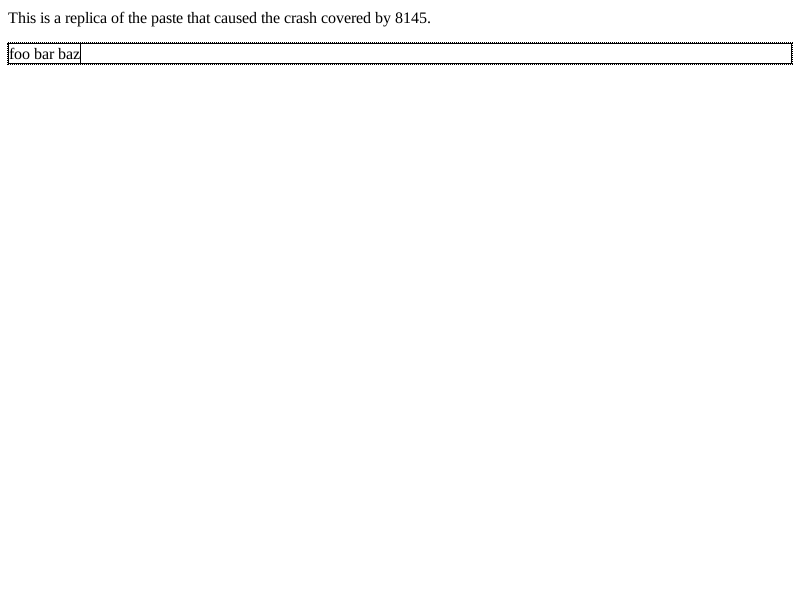 This is a replica of the paste that caused the crash covered by 8145.
foo bar baz